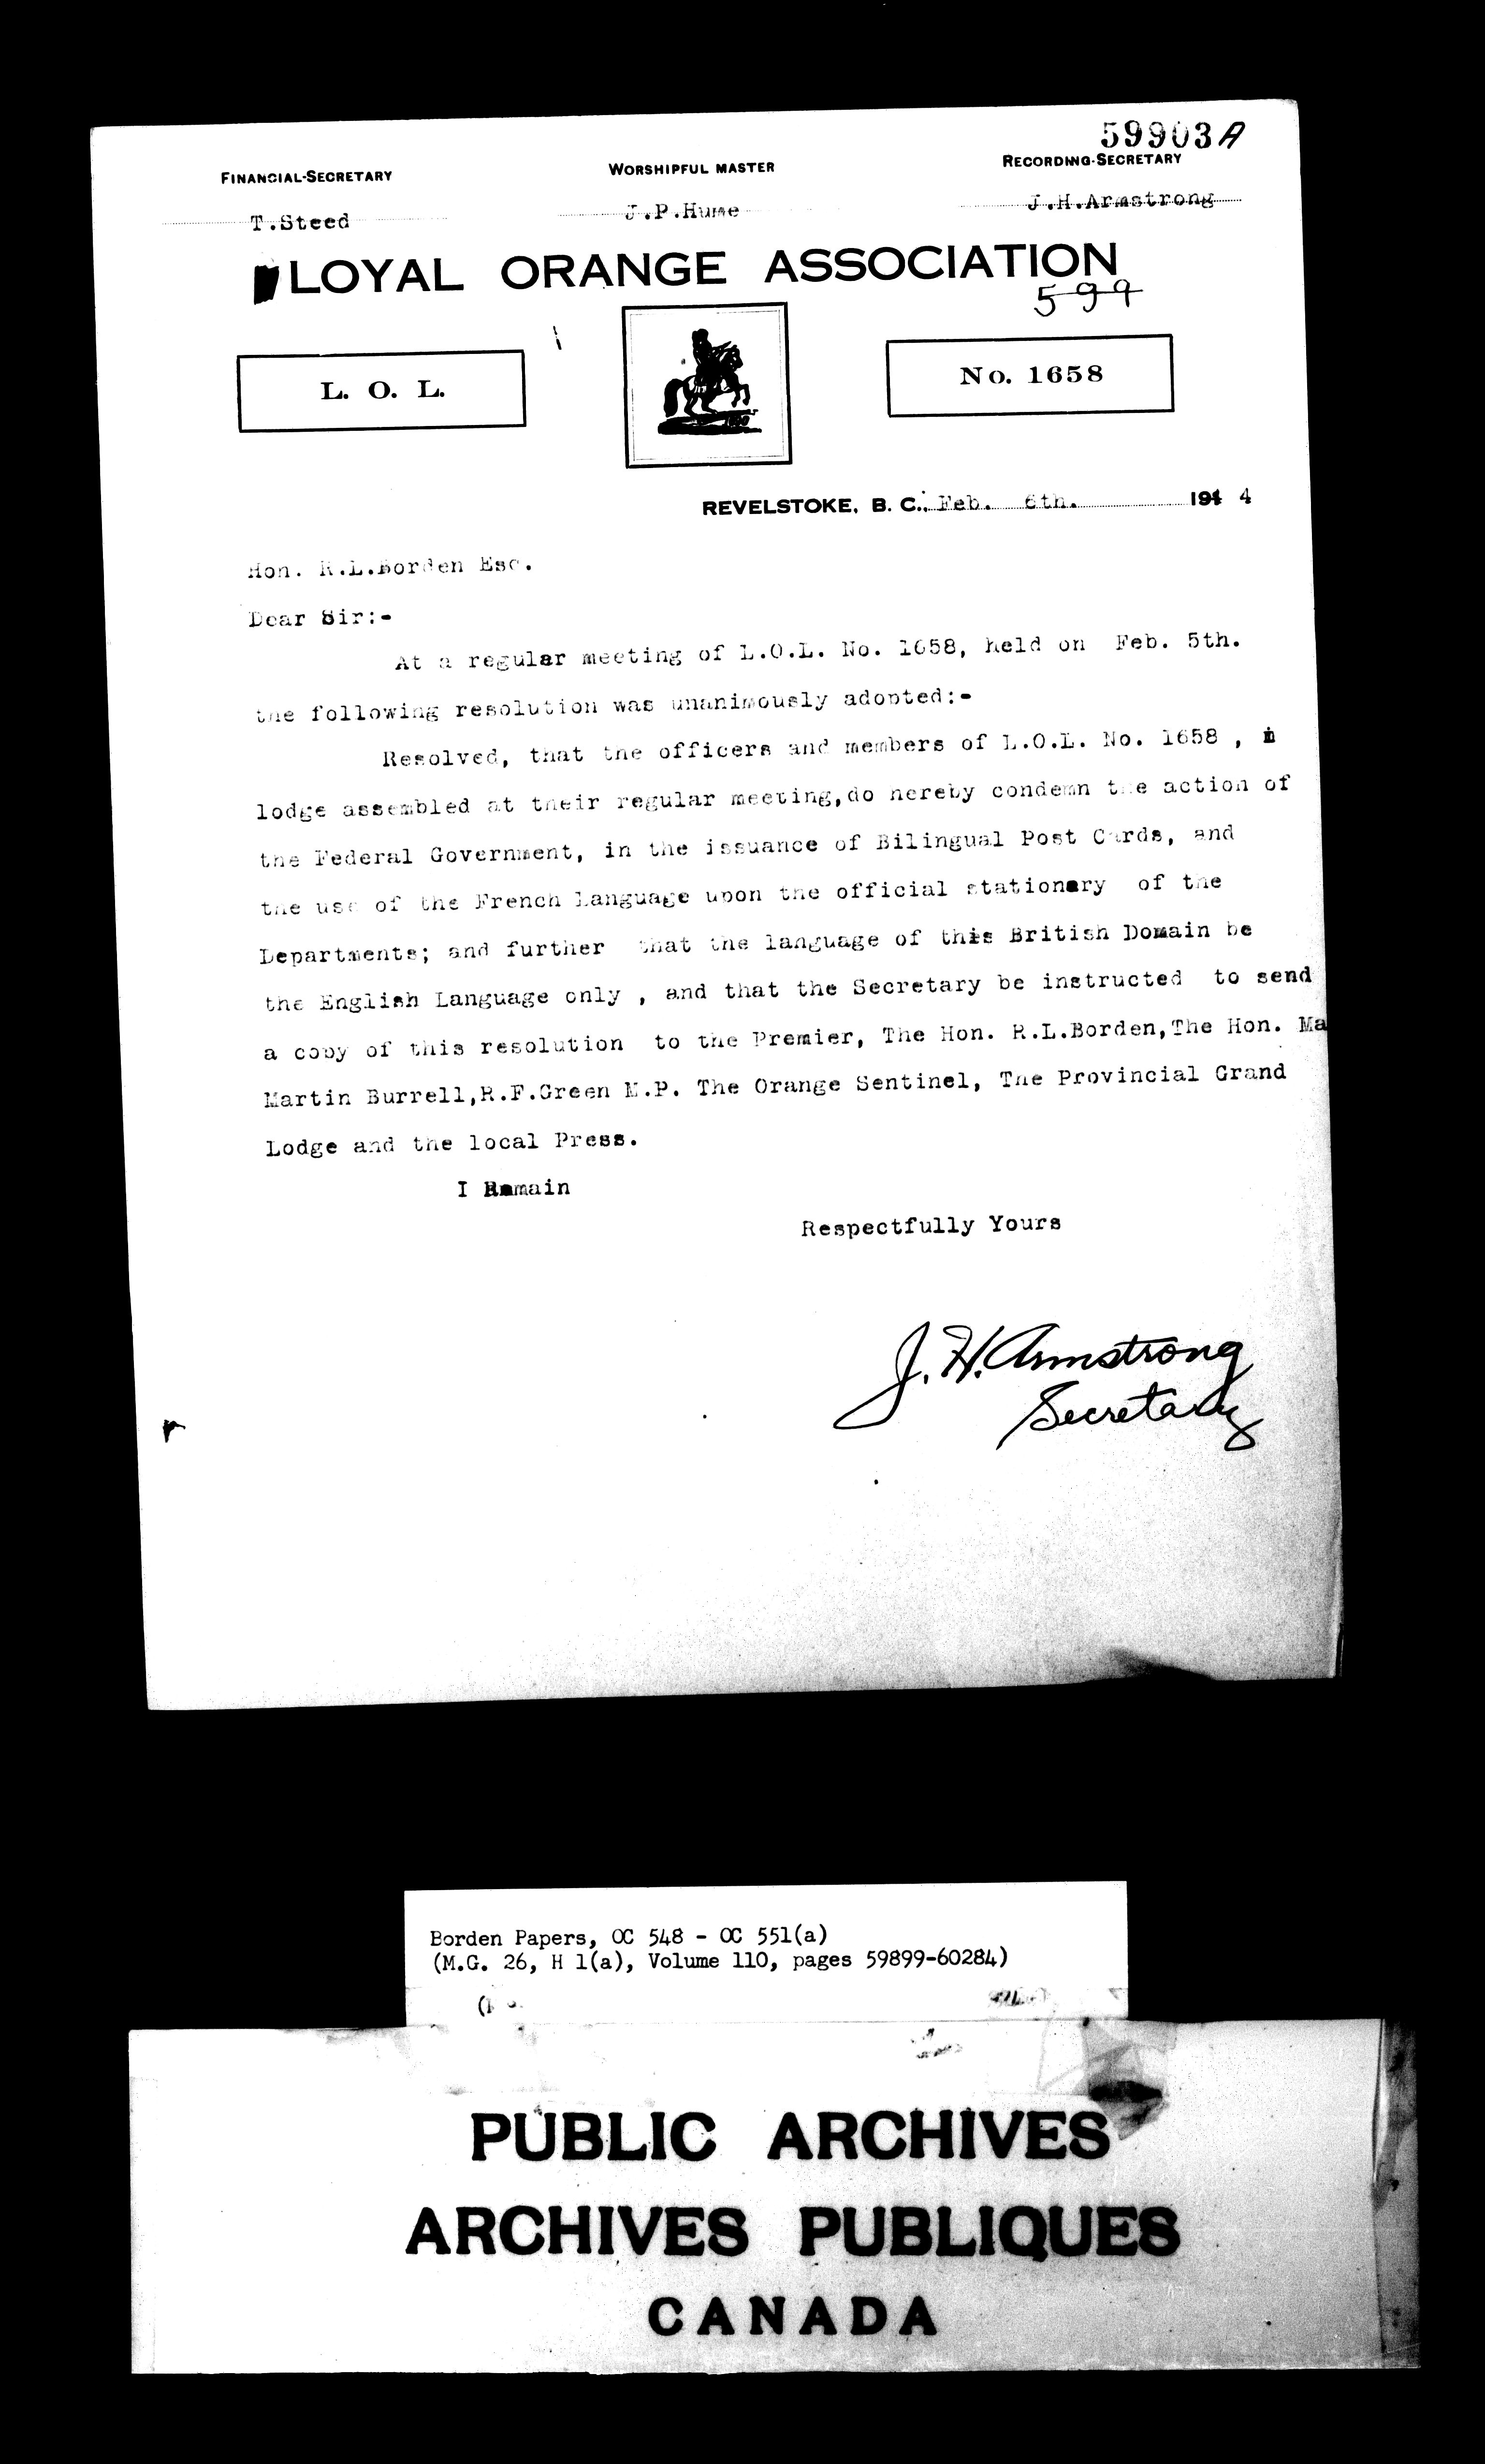 59903A
FINANCIAL-SECRETARY WORSHIPFUL MASTER RECORDING-SECRETARY
T.Steed J.P.Hume J.H.Armstrong
LOYAL ORANGE ASSOCIATION
599
L. O. L. No. 1658
REVELSTOKE, B. C., Feb. 6th. 191 4
Hon. R.L.Borden Esq.
Dear Sir:-
At a regular meeting of L.O.L. No. 1658, held on Feb. 5th.
the following resolution was unanimously adopted:-
Resolved, that the officers and members of L.O.L. No. 1658 , in
lodge assembled at their regular meeting,do hereby condemn the action of
the Federal Government, in the issuance of Bilingual Post Cards, and
the use of the French Language upon the official stationery of the
Departments; and further that the language of this British Domain be
the English Language only , and that the Secretary be instructed to send
a copy of this resolution to the Premier, The Hon. R.L.Borden,The Hon. Ma
Martin Burrell,R.F.Green M.P. The Orange Sentinel, The Provincial Grand
Lodge and the local Press.
I Remain
Respectfully Yours
J. H. Armstrong
Secretary
Borden Papers, OC 548 - OC 551(a)
(M.G. 26, H 1(a), Volume 110, pages 59899-60284)
PUBLIC ARCHIVES
ARCHIVES PUBLIQUES
CANADA